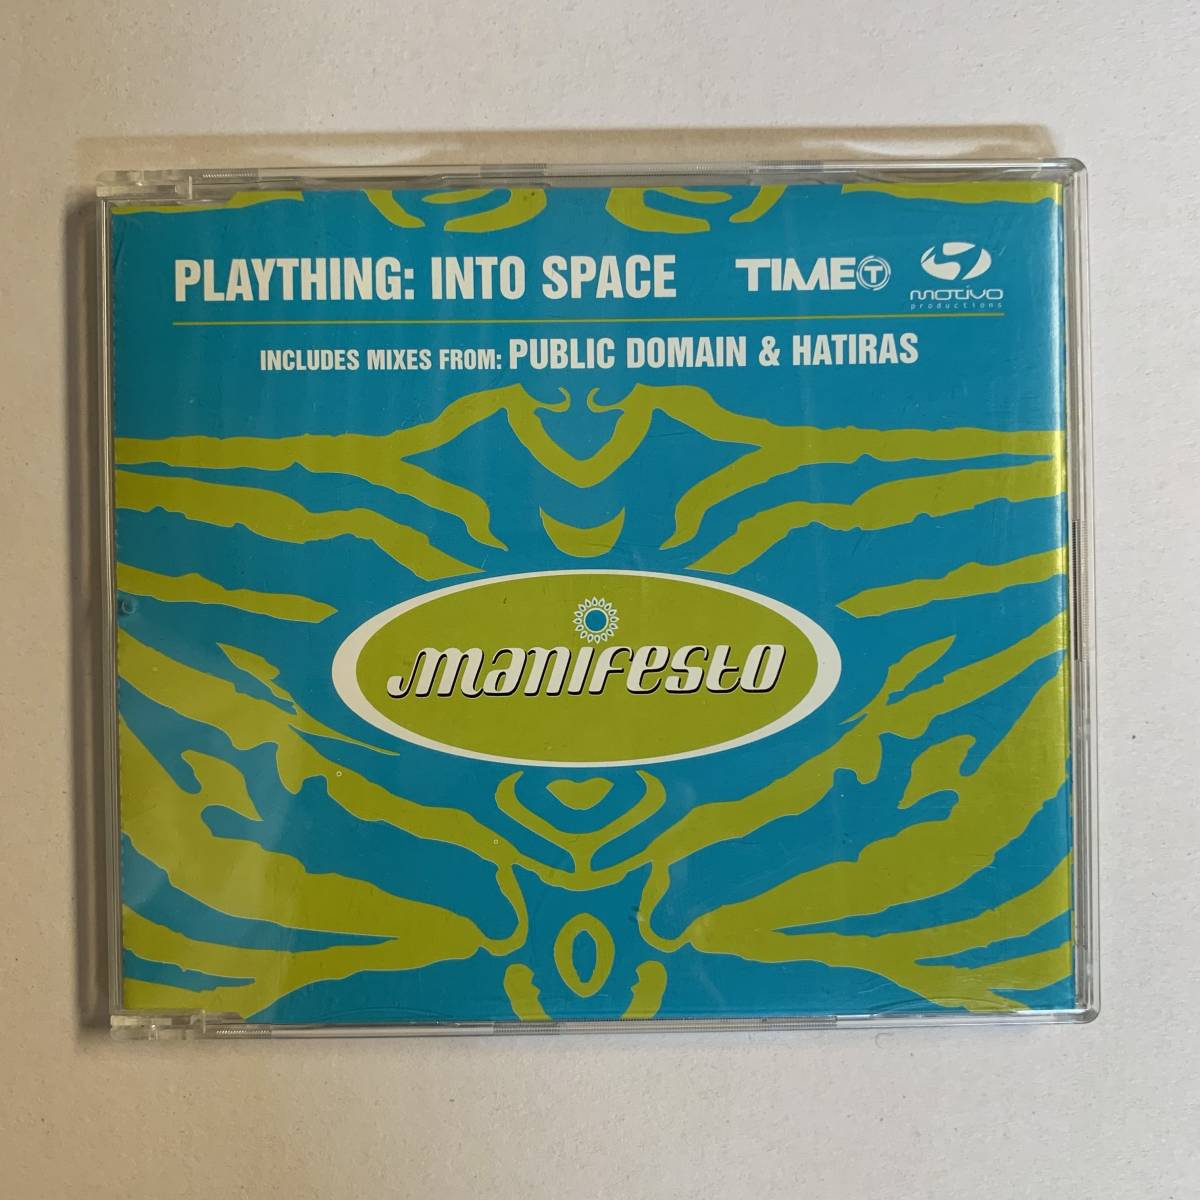 PLAYTHING: INTO SPACE
TIME T
motivo
productions
INCLUDES MIXES FROM: PUBLIC DOMAIN & HATIRAS
manifesto